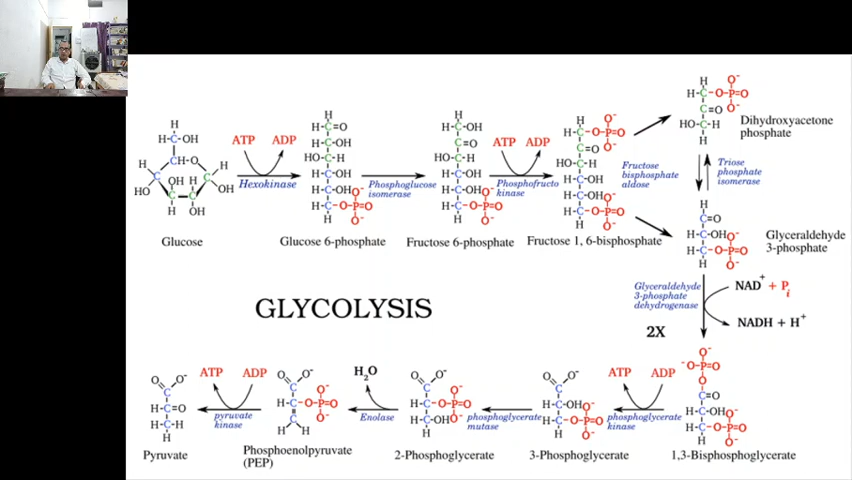 ATP ADP
Hexokinase
Glucose
Glucose 6-phosphate
Phosphoglucose
isomerase
Fructose 6-phosphate
ATP ADP
Phosphofructo
kinase
Fructose 1, 6-bisphosphate
Fructose
bisphosphate
aldose
Dihydroxyacetone
phosphate
Triose
phosphate
isomerase
Glyceraldehyde
3-phosphate
GLYCOLYSIS
Glyceraldehyde
3-phosphate
dehydrogenase
NAD+ + Pi
NADH + H+
2X
1,3-Bisphosphoglycerate
ATP ADP
phosphoglycerate
kinase
3-Phosphoglycerate
phosphoglycerate
mutase
2-Phosphoglycerate
H2O
Enolase
Phosphoenolpyruvate
(PEP)
ATP ADP
pyruvate
kinase
Pyruvate